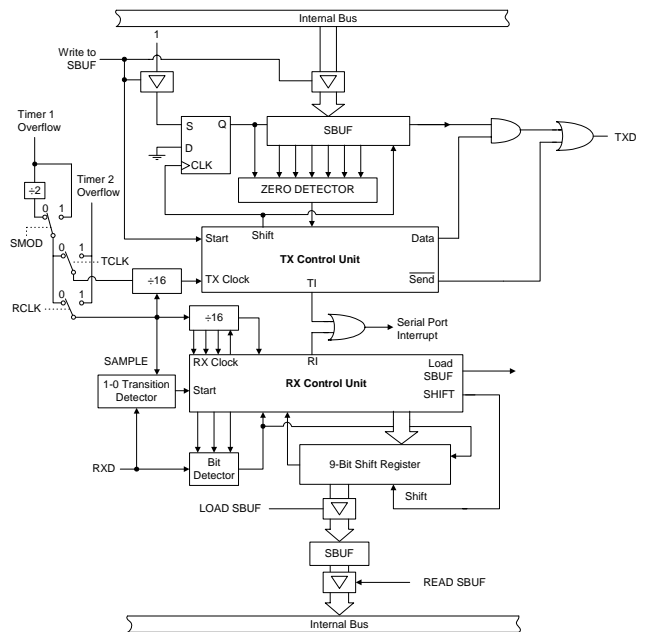 Internal Bus
1
Write to
SBUF
Timer 1
Overflow
S
Q
D
CLK
SBUF
TXD
÷2
Timer 2
Overflow
ZERO DETECTOR
0 1
SMOD
Start
Shift
Data
TX Control Unit
0 1
TCLK
÷16
TX Clock
TI
Send
0 1
RCLK
÷16
Serial Port
Interrupt
SAMPLE
RX Clock
RI
Load
SBUF
1-0 Transition
Detector
Start
RX Control Unit
SHIFT
RXD
Bit
Detector
9-Bit Shift Register
Shift
LOAD SBUF
SBUF
READ SBUF
Internal Bus